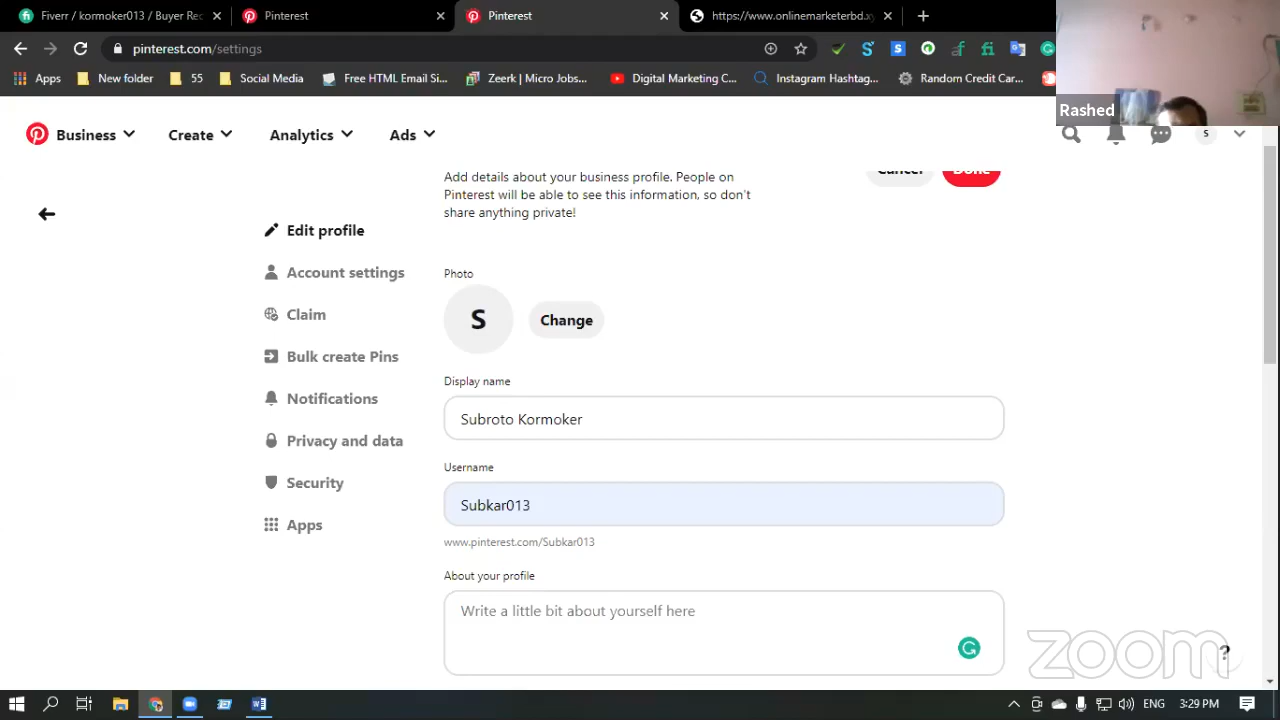 Fiverr / kormoker013 / Buyer Rec
Pinterest
Pinterest
https://www.onlinemarketerbd.xy
pinterest.com/settings
Apps
New folder
55
Social Media
Free HTML Email Si...
Zeerk | Micro Jobs...
Digital Marketing C...
Instagram Hashtag...
Random Credit Car...
Rashed
Business
Create
Analytics
Ads
S
Add details about your business profile. People on
Pinterest will be able to see this information, so don't
share anything private!
Cancel
Done
Edit profile
Account settings
Claim
Bulk create Pins
Notifications
Privacy and data
Security
Apps
Photo
S
Change
Display name
Subroto Kormoker
Username
Subkar013
www.pinterest.com/Subkar013
About your profile
Write a little bit about yourself here
zoom
?
ENG
3:29 PM